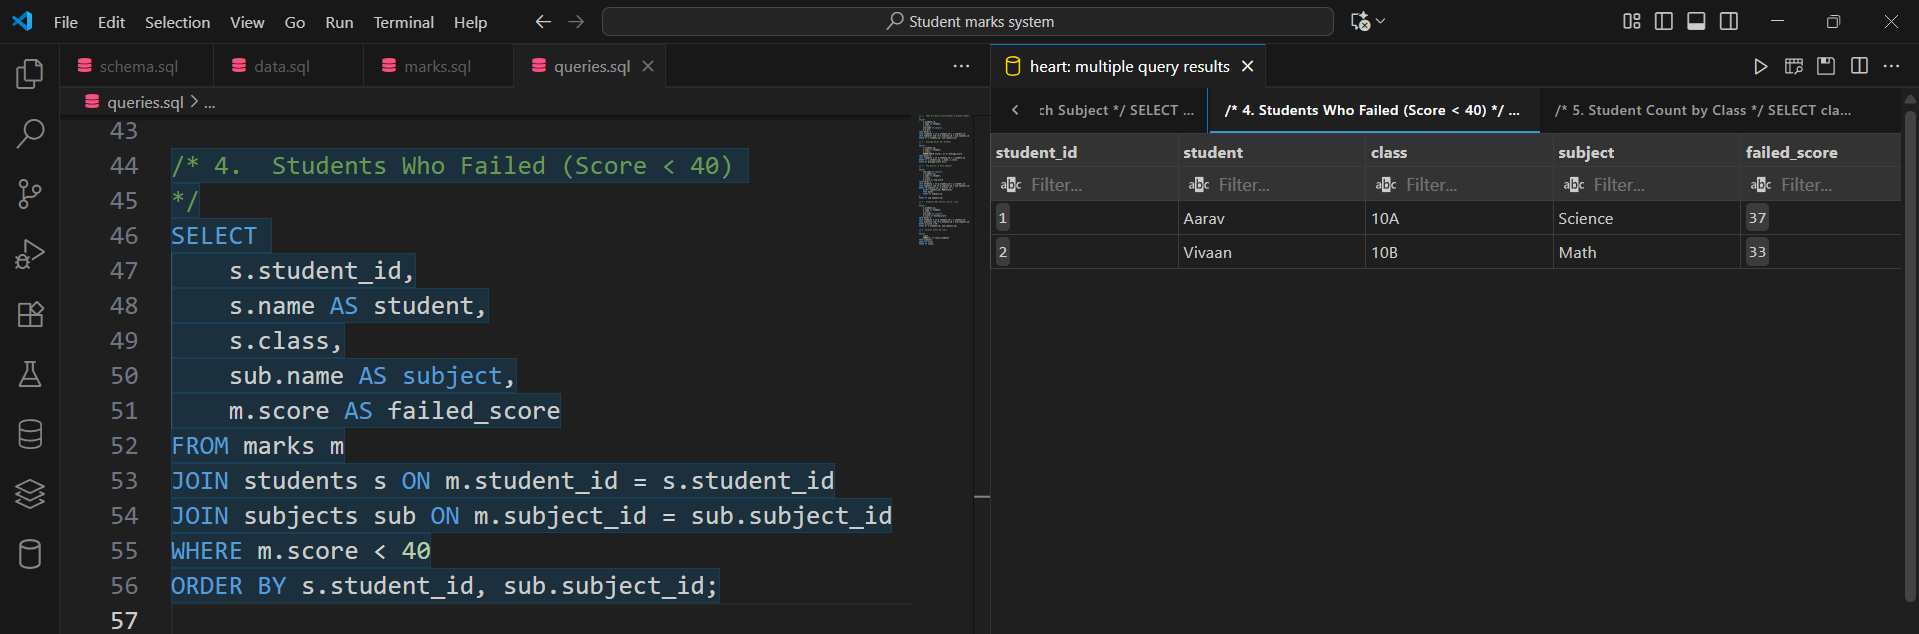 File Edit Selection View Go Run Terminal Help
Student marks system
schema.sql data.sql marks.sql queries.sql
queries.sql > ...
43
44 /* 4.  Students Who Failed (Score < 40)
45 */
46 SELECT
47     s.student_id,
48     s.name AS student,
49     s.class,
50     sub.name AS subject,
51     m.score AS failed_score
52 FROM marks m
53 JOIN students s ON m.student_id = s.student_id
54 JOIN subjects sub ON m.subject_id = sub.subject_id
55 WHERE m.score < 40
56 ORDER BY s.student_id, sub.subject_id;
57
heart: multiple query results
ch Subject */ SELECT ... /* 4. Students Who Failed (Score < 40) */ ... /* 5. Student Count by Class */ SELECT cla...
student_id student class subject failed_score
abc Filter... abc Filter... abc Filter... abc Filter... abc Filter...
1 Aarav 10A Science 37
2 Vivaan 10B Math 33